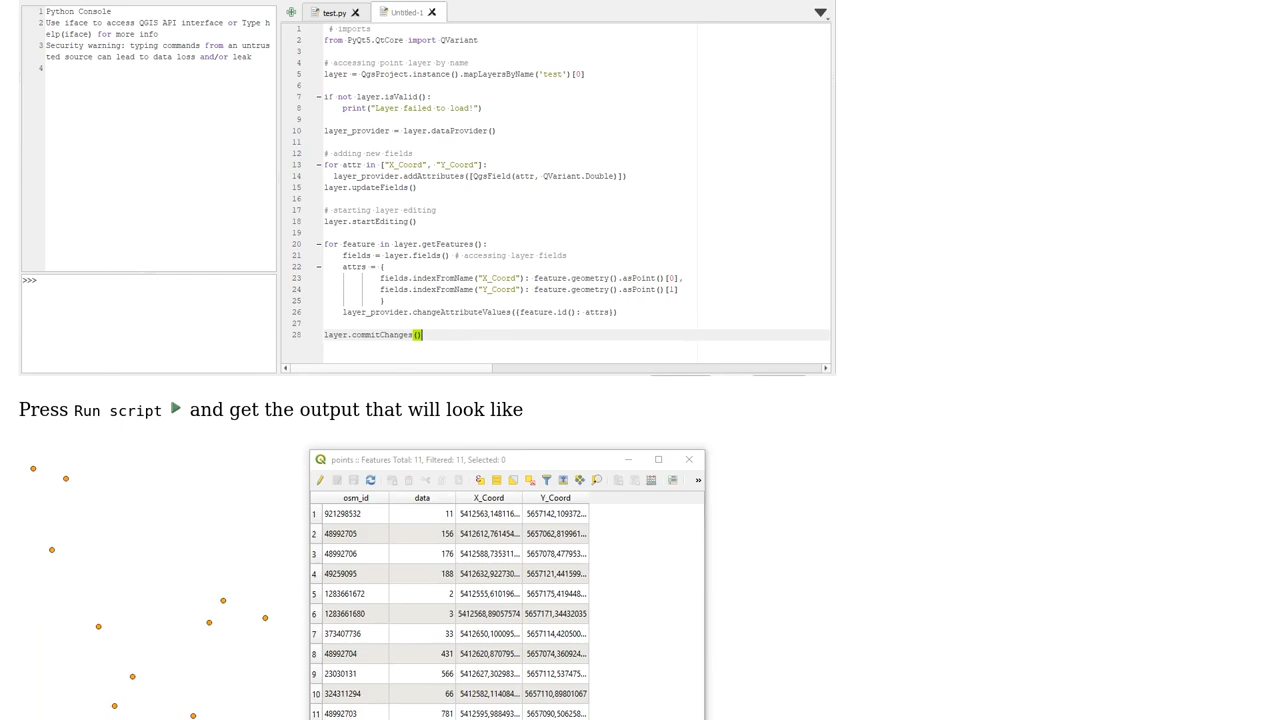 test.py
Untitled-1
1 Python Console
2 Use iface to access QGIS API interface or Type h
elp(iface) for more info
3 Security warning: typing commands from an untrus
ted source can lead to data loss and/or leak
4
>>>
1 # imports
2 from PyQt5.QtCore import QVariant
3
4 # accessing point layer by name
5 layer = QgsProject.instance().mapLayersByName('test')[0]
6
7 if not layer.isValid():
8 print("Layer failed to load!")
9
10 layer_provider = layer.dataProvider()
11
12 # adding new fields
13 for attr in ["X_Coord", "Y_Coord"]:
14 layer_provider.addAttributes([QgsField(attr, QVariant.Double)])
15 layer.updateFields()
16
17 # starting layer editing
18 layer.startEditing()
19
20 for feature in layer.getFeatures():
21 fields = layer.fields() # accessing layer fields
22 attrs = {
23 fields.indexFromName("X_Coord"): feature.geometry().asPoint()[0],
24 fields.indexFromName("Y_Coord"): feature.geometry().asPoint()[1]
25 }
26 layer_provider.changeAttributeValues({feature.id(): attrs})
27
28 layer.commitChanges()
Press Run script and get the output that will look like
points :: Features Total: 11, Filtered: 11, Selected: 0
osm_id data X_Coord Y_Coord
1 921298532 11 5412563,148116... 5657142,109372...
2 48992705 156 5412612,761454... 5657062,819961...
3 48992706 176 5412588,735311... 5657078,477953...
4 49259095 188 5412632,922730... 5657121,441599...
5 1283661672 2 5412555,610196... 5657175,419448...
6 1283661680 3 5412568,89057574 5657171,34432035
7 373407736 33 5412650,100095... 5657114,420500...
8 48992704 431 5412620,870795... 5657074,360924...
9 23030131 566 5412627,302983... 5657112,537475...
10 324311294 66 5412582,114084... 5657110,89801067
11 48992703 781 5412595,988493... 5657090,506258...